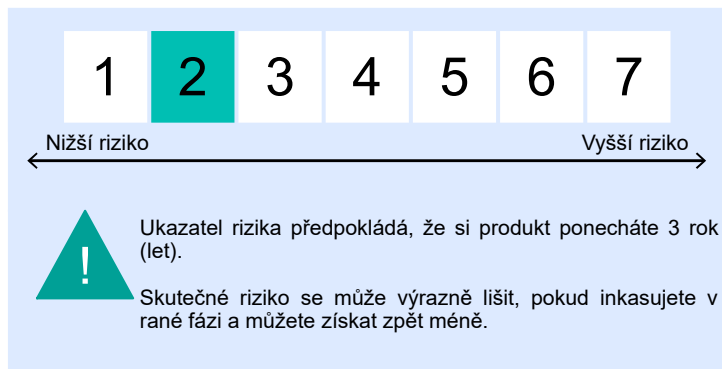 1 2 3 4 5 6 7
Nižší riziko Vyšší riziko
!
Ukazatel rizika předpokládá, že si produkt ponecháte 3 rok
(let).
Skutečné riziko se může výrazně lišit, pokud inkasujete v
rané fázi a můžete získat zpět méně.